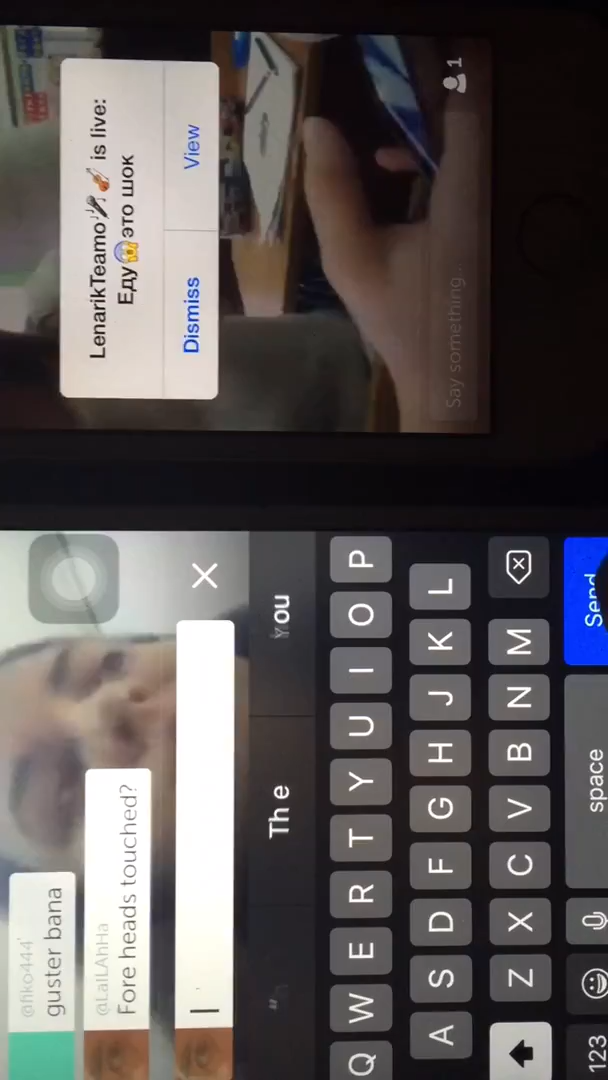 LenarikTeamo🎤🎻 is live:
Еду😱это шок
Dismiss
View
1
Say something...
@fiko444'
guster bana
@LaILAhHa
Fore heads touched?
The
You
Q W E R T Y U I O P
A S D F G H J K L
Z X C V B N M
123
space
Send